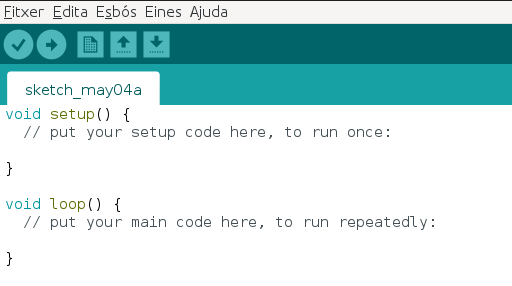 Fitxer Edita Esbós Eines Ajuda
sketch_may04a
void setup() {
  // put your setup code here, to run once:
}
void loop() {
  // put your main code here, to run repeatedly:
}